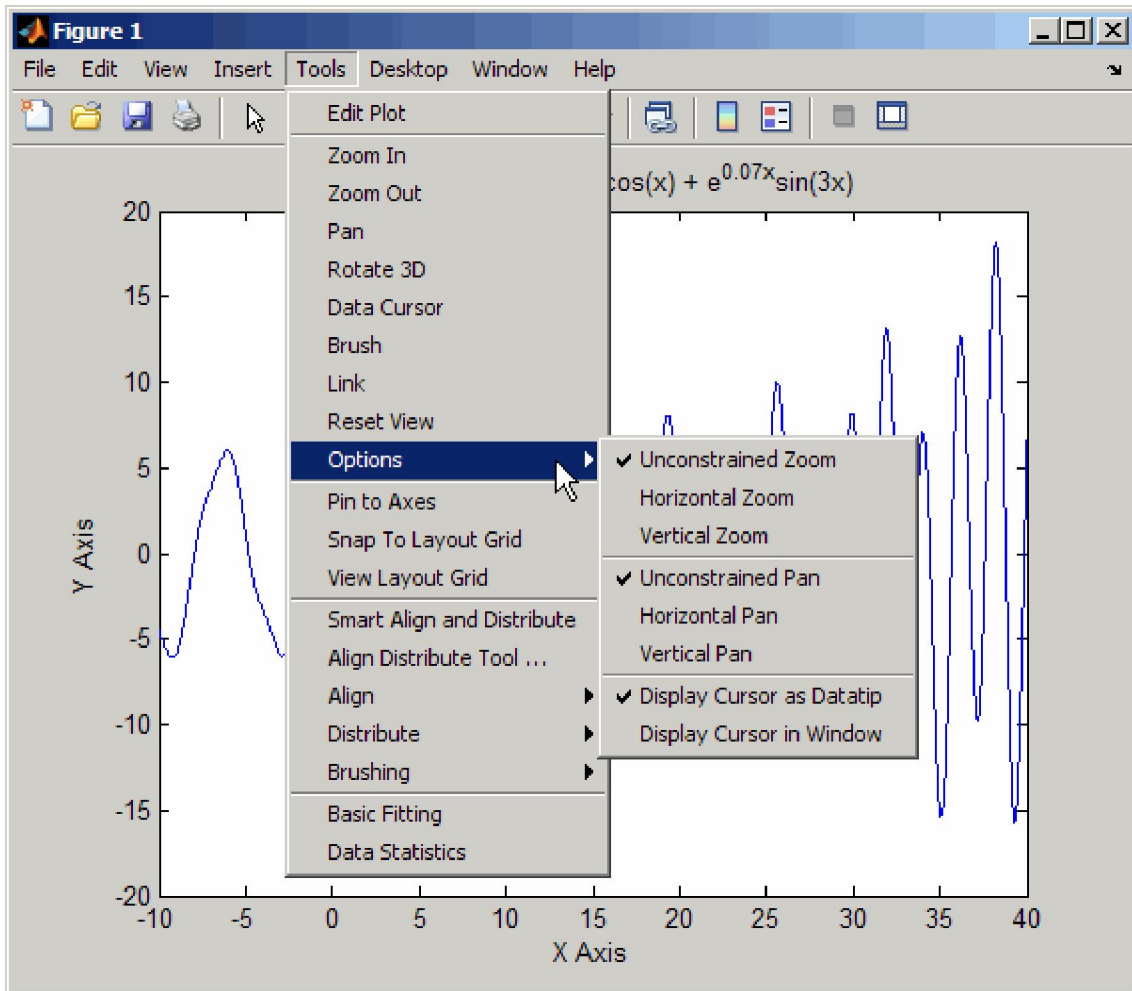 Figure 1
File Edit View Insert Tools Desktop Window Help
Edit Plot
Zoom In
Zoom Out
Pan
Rotate 3D
Data Cursor
Brush
Link
Reset View
Options
Pin to Axes
Snap To Layout Grid
View Layout Grid
Smart Align and Distribute
Align Distribute Tool ...
Align
Distribute
Brushing
Basic Fitting
Data Statistics
Unconstrained Zoom
Horizontal Zoom
Vertical Zoom
Unconstrained Pan
Horizontal Pan
Vertical Pan
Display Cursor as Datatip
Display Cursor in Window
cos(x) + e^0.07x sin(3x)
Y Axis
20
15
10
5
0
-5
-10
-15
-20
-10 -5 0 5 10 15 20 25 30 35 40
X Axis